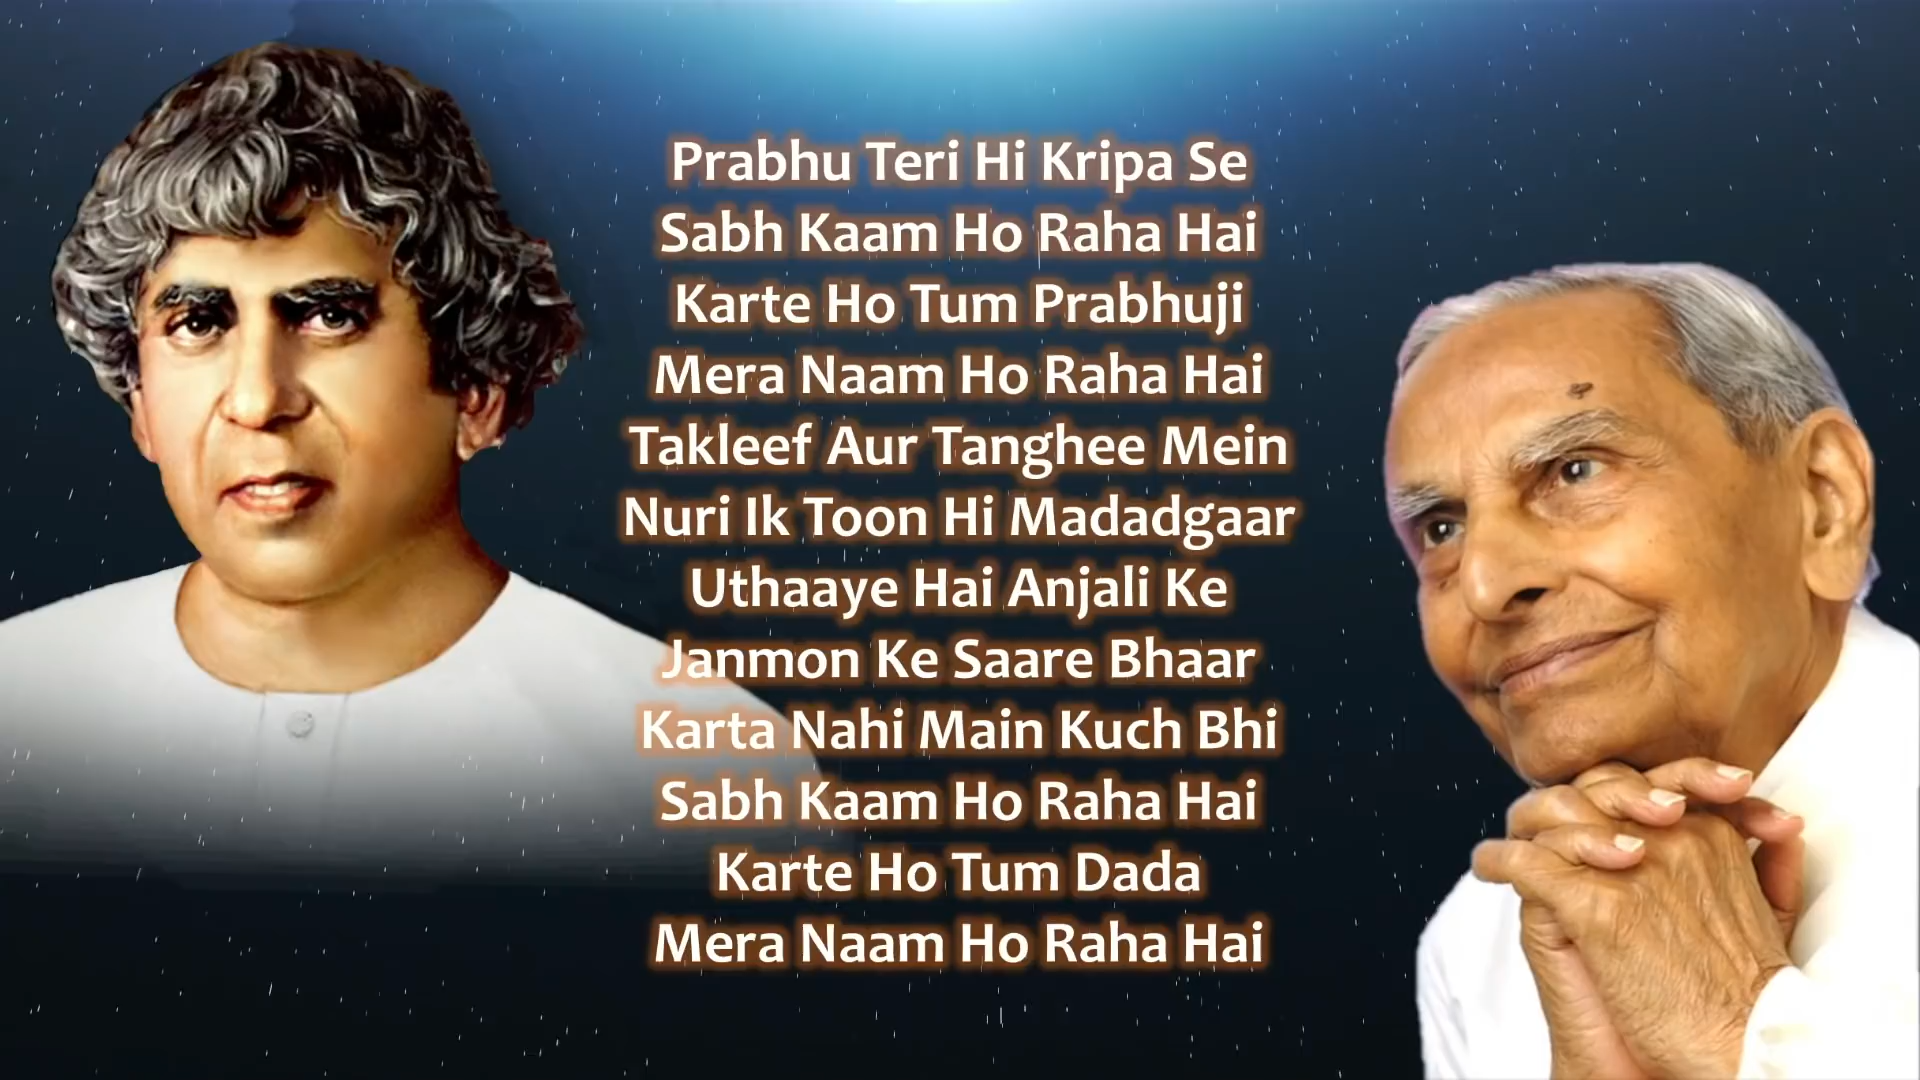 Prabhu Teri Hi Kripa Se
Sabh Kaam Ho Raha Hai
Karte Ho Tum Prabhuji
Mera Naam Ho Raha Hai
Takleef Aur Tanghee Mein
Nuri Ik Toon Hi Madadgaar
Uthaaye Hai Anjali Ke
Janmon Ke Saare Bhaar
Karta Nahi Main Kuch Bhi
Sabh Kaam Ho Raha Hai
Karte Ho Tum Dada
Mera Naam Ho Raha Hai